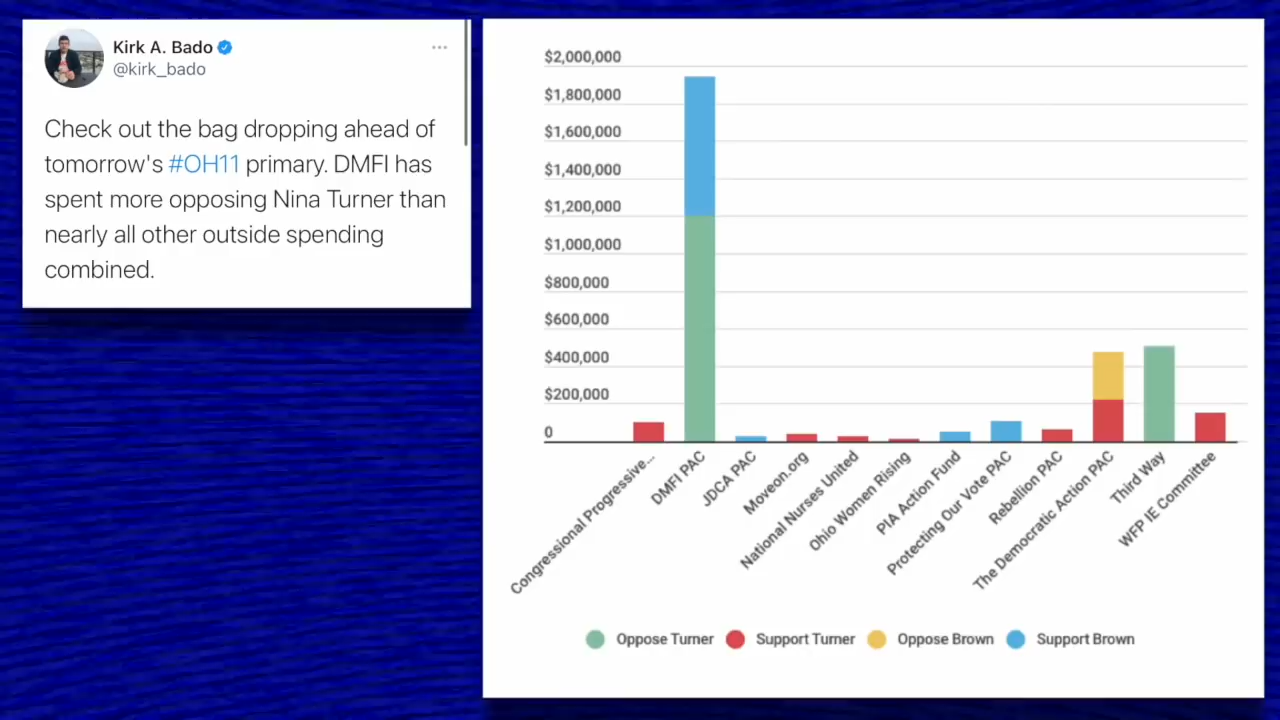 Kirk A. Bado
@kirk_bado
Check out the bag dropping ahead of
tomorrow's #OH11 primary. DMFI has
spent more opposing Nina Turner than
nearly all other outside spending
combined.
$2,000,000
$1,800,000
$1,600,000
$1,400,000
$1,200,000
$1,000,000
$800,000
$600,000
$400,000
$200,000
0
Congressional Progressive...
DMFI PAC
JDCA PAC
Moveon.org
National Nurses United
Ohio Women Rising
PIA Action Fund
Protecting Our Vote PAC
Rebellion PAC
The Democratic Action PAC
Third Way
WFP IE Committee
Oppose Turner Support Turner Oppose Brown Support Brown